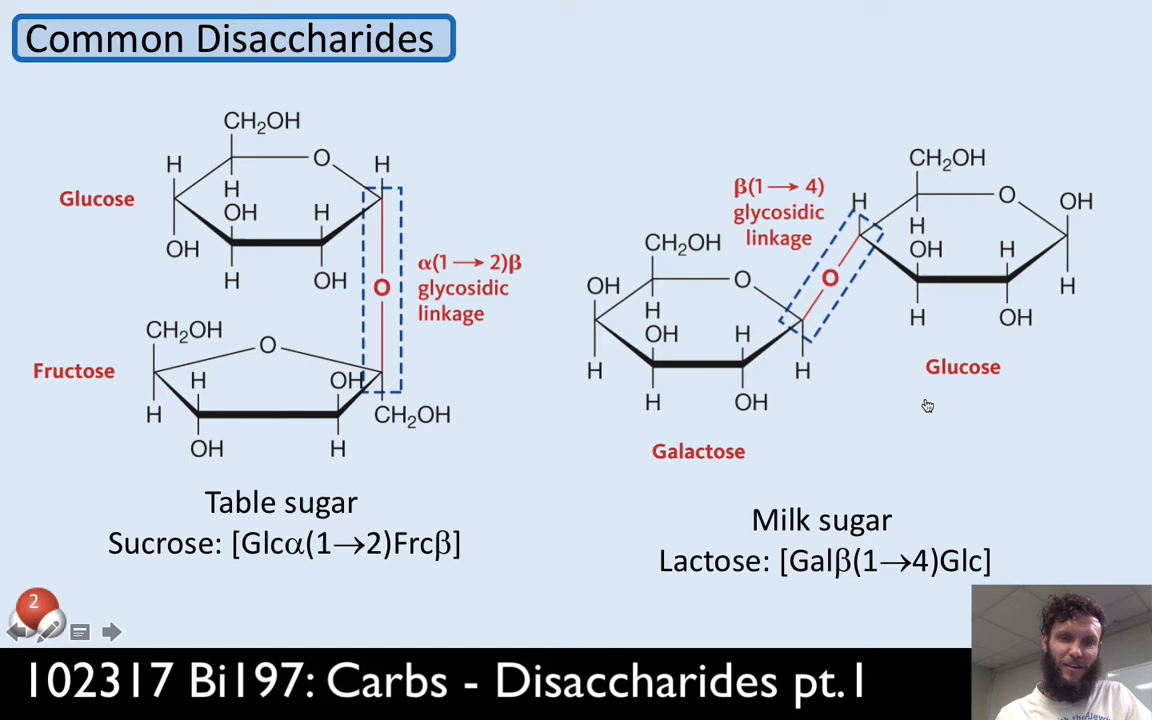 Common Disaccharides
CH₂OH
H
O
H
Glucose
H
OH
H
OH
H
OH
α(1 → 2)β
O
glycosidic
linkage
CH₂OH
O
Fructose
H
OH
H
CH₂OH
OH
H
Table sugar
Sucrose: [Glcα(1→2)Frcβ]
CH₂OH
β(1 → 4)
H
O
OH
glycosidic
linkage
H
CH₂OH
OH
H
OH
O
O
H
H
OH
H
H
OH
H
H
Glucose
H
OH
Galactose
Milk sugar
Lactose: [Galβ(1→4)Glc]
2
102317 Bi197: Carbs - Disaccharides pt.1